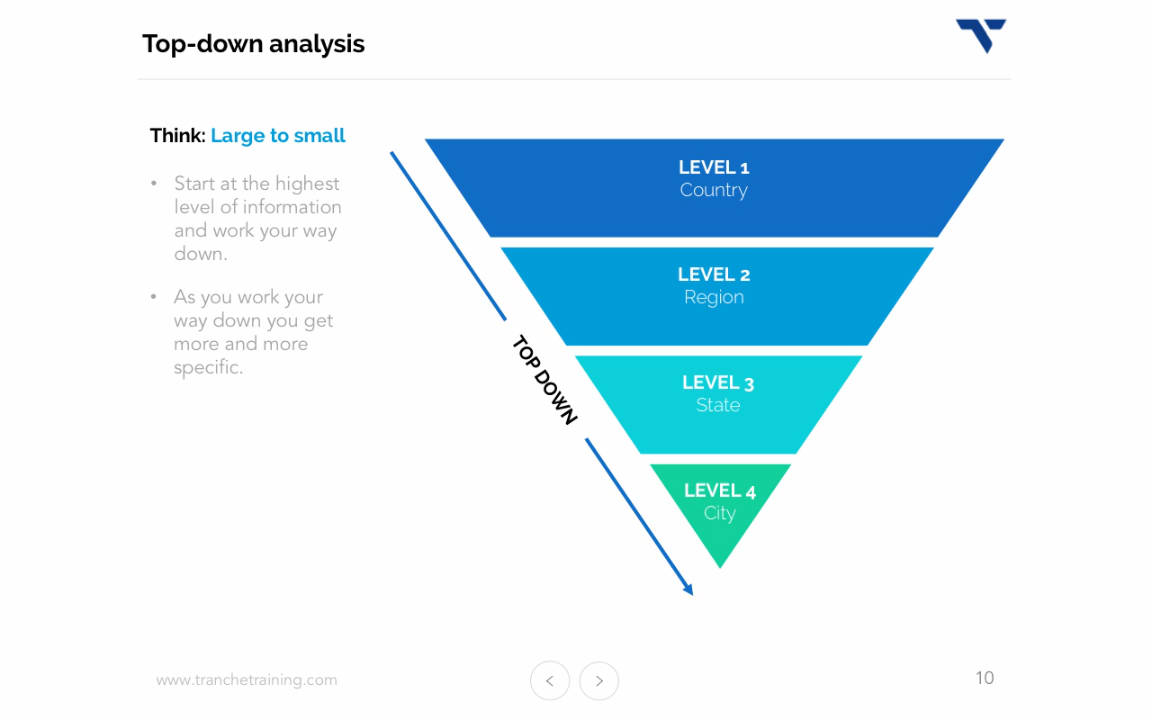 Top-down analysis
Think: Large to small
• Start at the highest
level of information
and work your way
down.
• As you work your
way down you get
more and more
specific.
LEVEL 1
Country
LEVEL 2
Region
LEVEL 3
State
LEVEL 4
City
TOP DOWN
www.tranchetraining.com
10